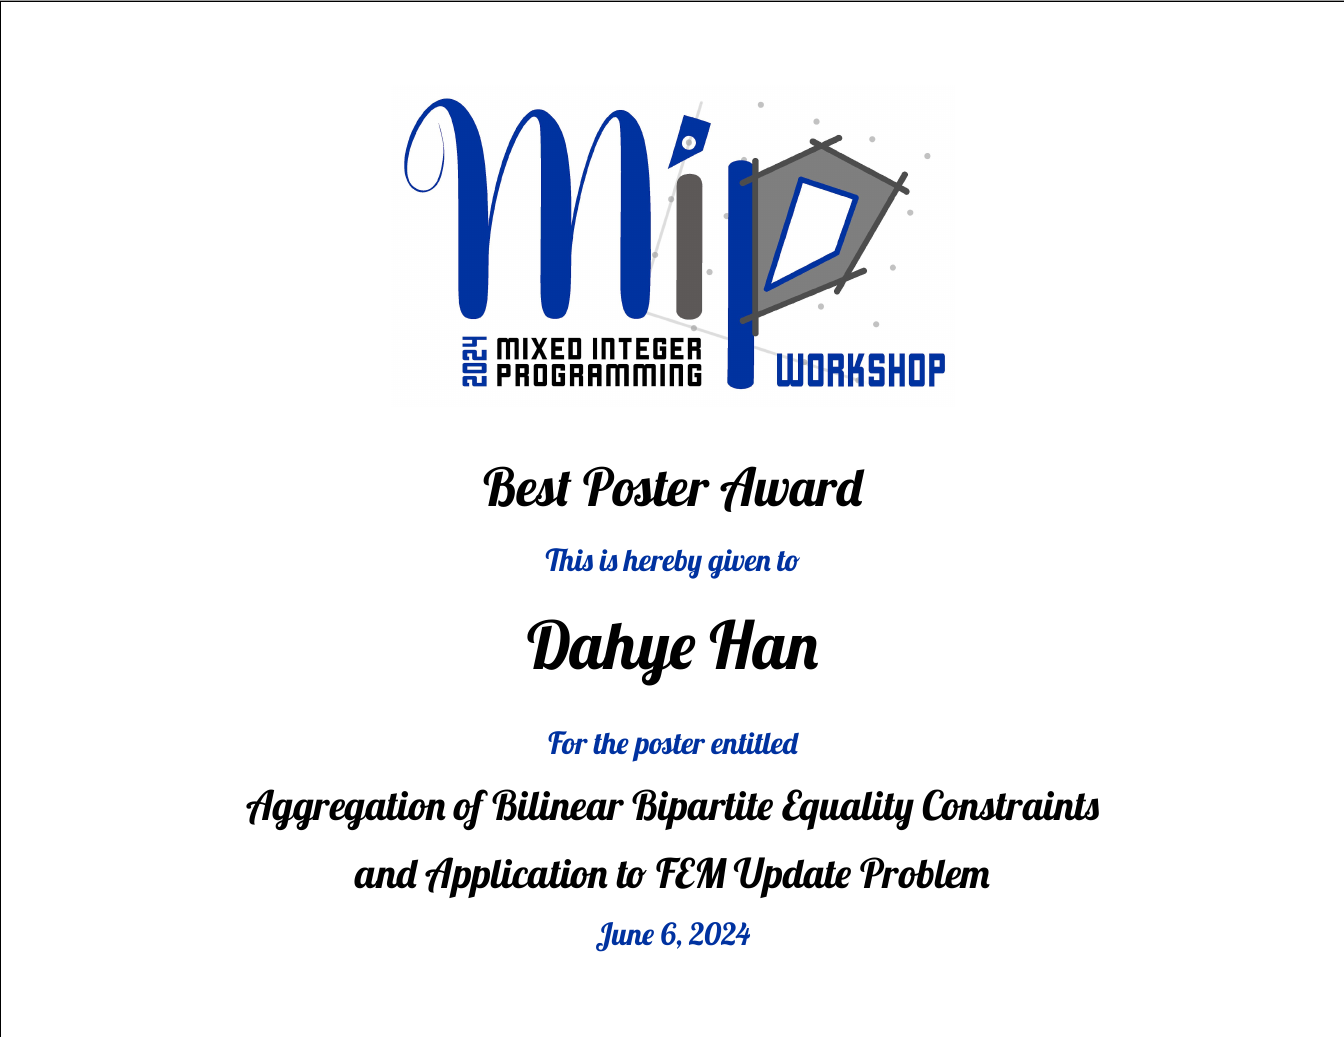 mip
2024 MIXED INTEGER
PROGRAMMING
WORKSHOP
Best Poster Award
This is hereby given to
Dahye Han
For the poster entitled
Aggregation of Bilinear Bipartite Equality Constraints
and Application to FEM Update Problem
June 6, 2024